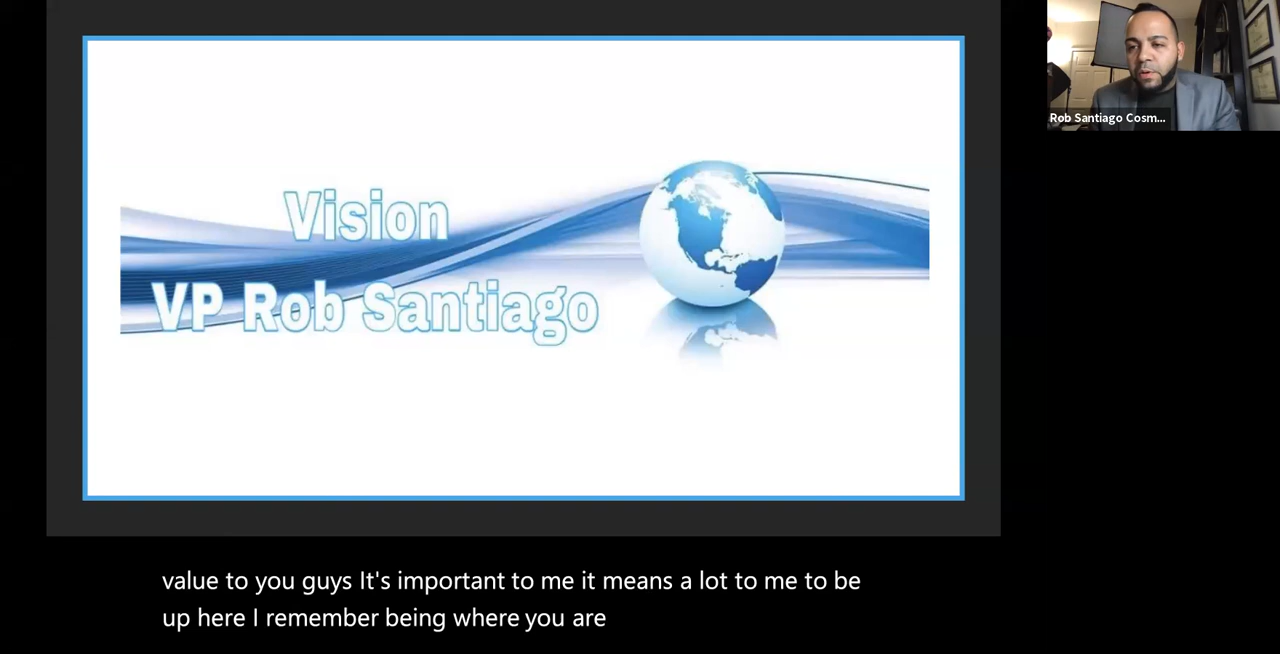 Vision
VP Rob Santiago
Rob Santiago Cosm...
value to you guys It's important to me it means a lot to me to be
up here I remember being where you are